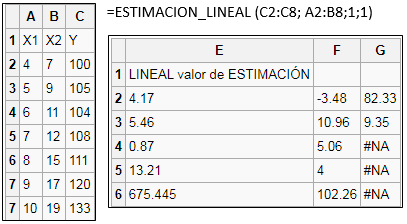 =ESTIMACION_LINEAL (C2:C8; A2:B8;1;1)
A B C
1 X1 X2 Y
2 4 7 100
3 5 9 105
4 6 11 104
5 7 12 108
6 8 15 111
7 9 17 120
7 10 19 133
E F G
1 LINEAL valor de ESTIMACIÓN
2 4.17 -3.48 82.33
3 5.46 10.96 9.35
4 0.87 5.06 #NA
5 13.21 4 #NA
6 675.445 102.26 #NA